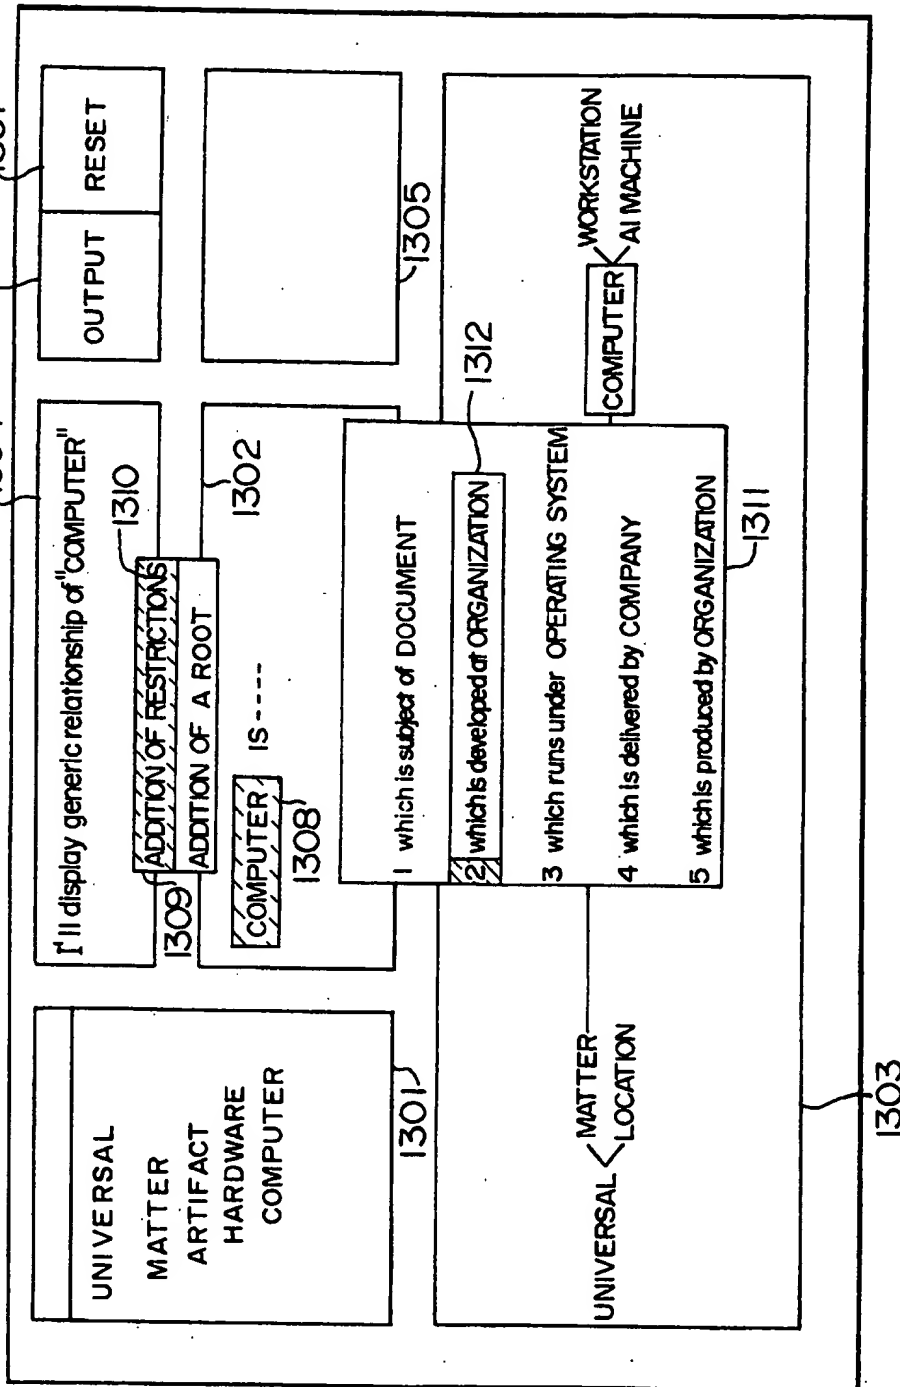 I'll display generic relationship of "COMPUTER"
OUTPUT
RESET
1310
ADDITION OF RESTRICTIONS
ADDITION OF A ROOT
1309
1302
COMPUTER IS----
1308
UNIVERSAL
MATTER
ARTIFACT
HARDWARE
COMPUTER
1301
1305
1312
1 which is subject of DOCUMENT
2 which is developed at ORGANIZATION
3 which runs under OPERATING SYSTEM
4 which is delivered by COMPANY
5 which is produced by ORGANIZATION
1311
UNIVERSAL
MATTER
LOCATION
COMPUTER
WORKSTATION
AI MACHINE
1303